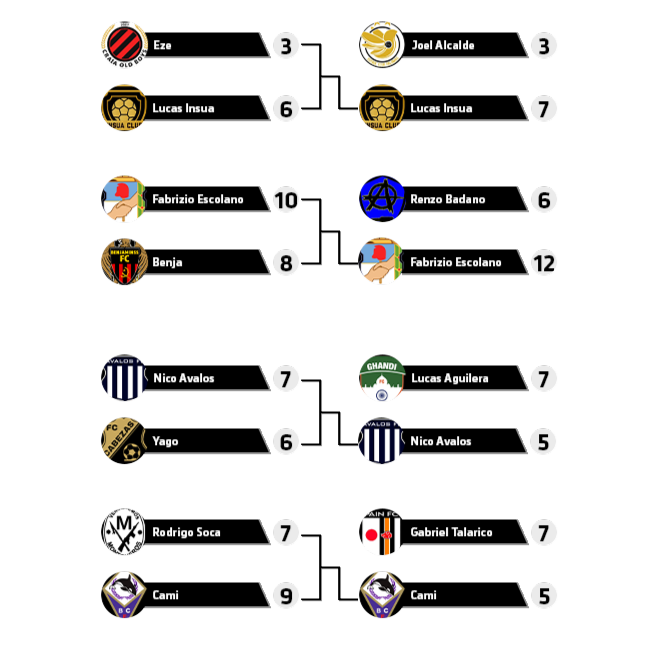 Eze 3
CRAIA OLD BOYS
Lucas Insua 6
INSUA CLUB
Joel Alcalde 3
Lucas Insua 7
Fabrizio Escolano 10
Benja 8
BENJAMINSS
FC
Renzo Badano 6
Fabrizio Escolano 12
AVALOS F
Nico Avalos 7
FC
CABEZAS
Yago 6
GHANDI
Lucas Aguilera 7
AVALOS F
Nico Avalos 5
M
Rodrigo Soca 7
BC
Cami 9
AIN FC
Gabriel Talarico 7
BC
Cami 5